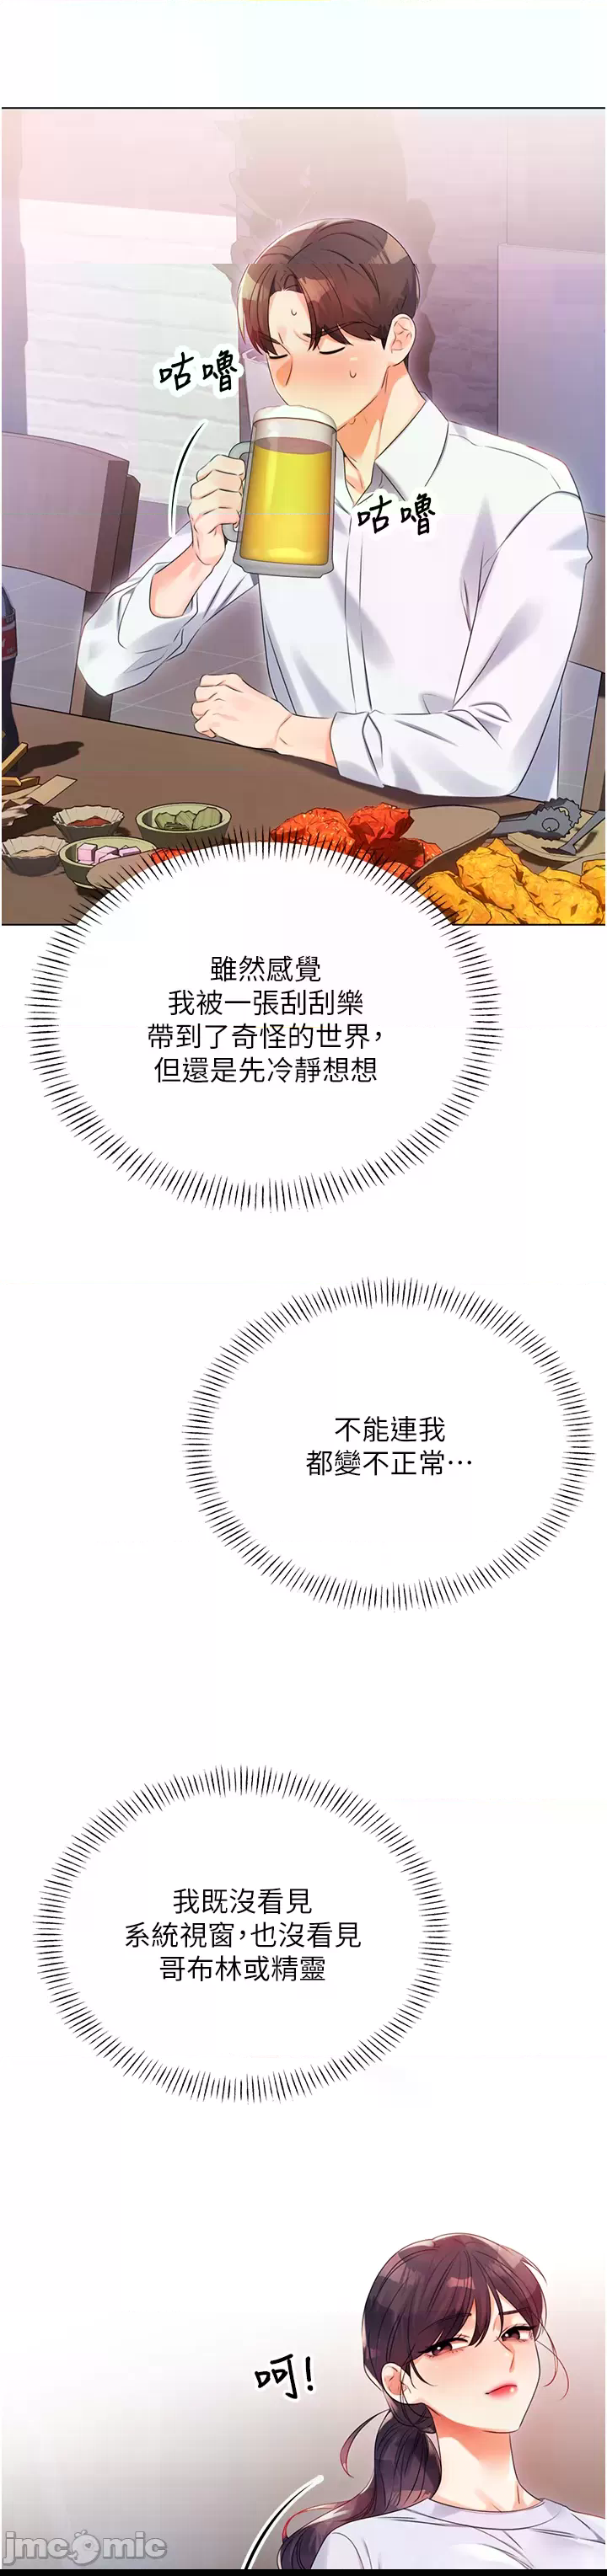 咕嚕
咕嚕
雖然感覺
我被一張刮刮樂
帶到了奇怪的世界，
但還是先冷靜想想
不能連我
都變不正常⋯
我既沒看見
系統視窗，也沒看見
哥布林或精靈
呵！
jmcomic